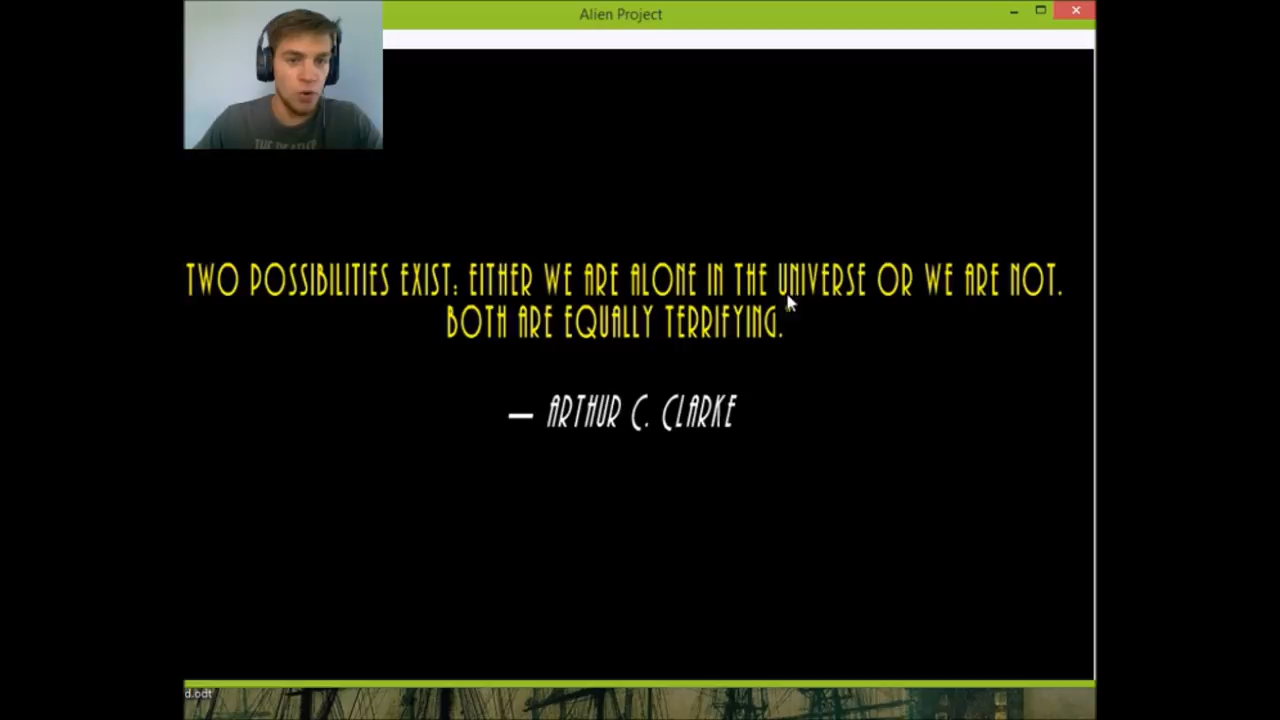 Alien Project
TWO POSSIBILITIES EXIST: EITHER WE ARE ALONE IN THE UNIVERSE OR WE ARE NOT.
BOTH ARE EQUALLY TERRIFYING."
— ARTHUR C. CLARKE
d.odt